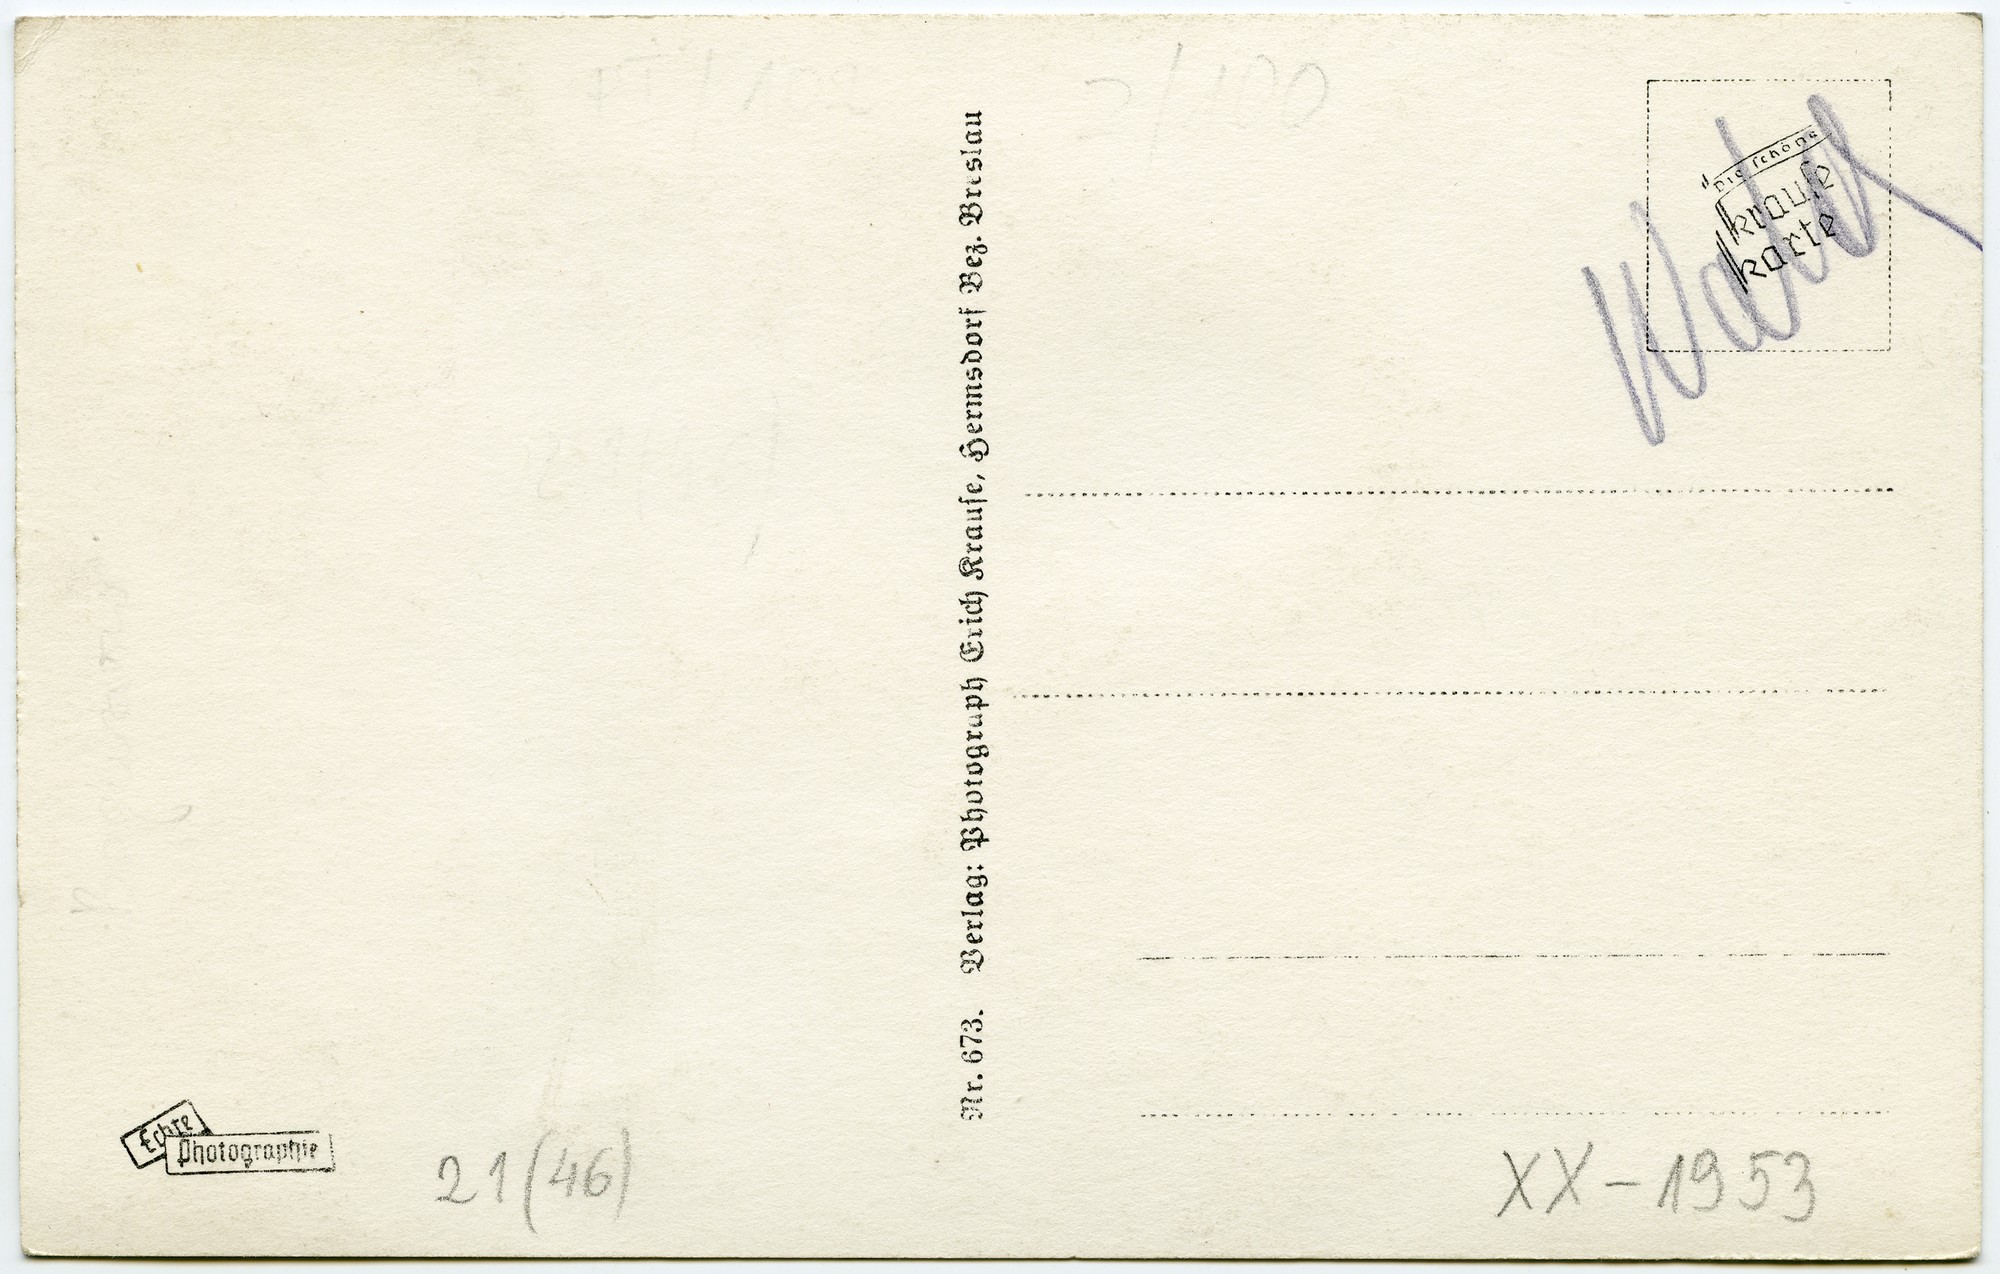 "Die schöne
krause
karte
Nr. 673. Verlag: Photograph Erich Krause, Hermsdorf Bez. Breslau
Echte
Photographie
21 (46)
XX - 1953